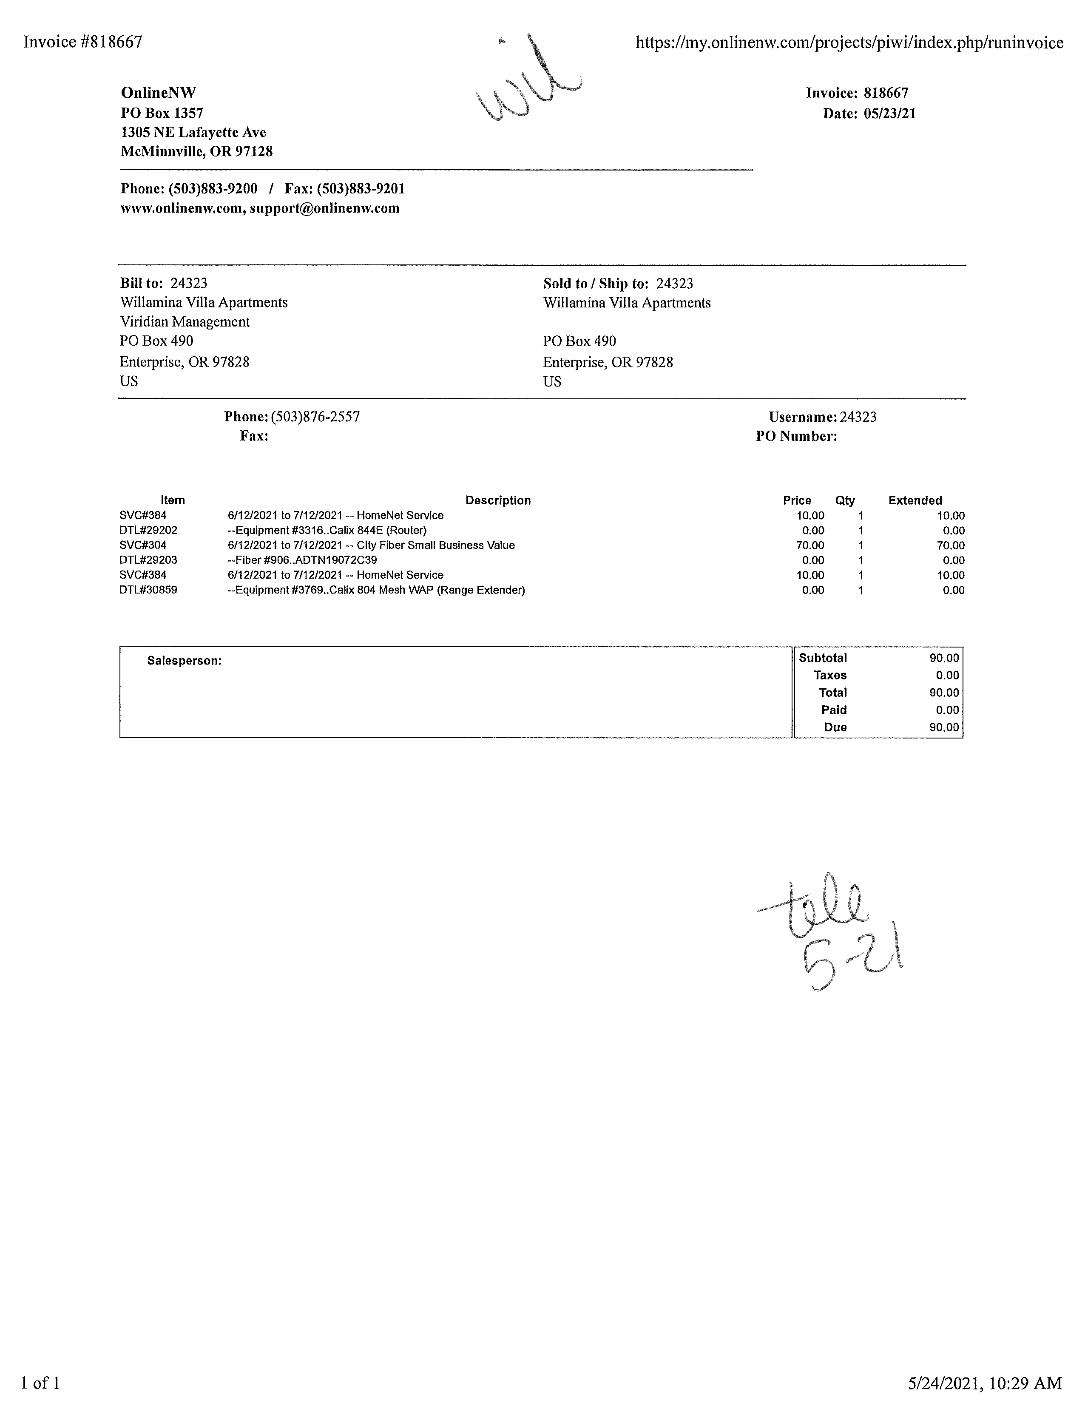 Invoice #818667
https://my.onlinenw.com/projects/piwi/index.php/runinvoice
wil
OnlineNW
PO Box 1357
1305 NE Lafayette Ave
McMinnville, OR 97128
Invoice: 818667
Date: 05/23/21
Phone: (503)883-9200 / Fax: (503)883-9201
www.onlinenw.com, support@onlinenw.com
Bill to: 24323
Willamina Villa Apartments
Viridian Management
PO Box 490
Enterprise, OR 97828
US
Sold to / Ship to: 24323
Willamina Villa Apartments
PO Box 490
Enterprise, OR 97828
US
Phone: (503)876-2557
Fax:
Username: 24323
PO Number:
Item Description Price Qty Extended
SVC#384 6/12/2021 to 7/12/2021 -- HomeNet Service 10.00 1 10.00
DTL#29202 --Equipment #3316..Calix 844E (Router) 0.00 1 0.00
SVC#304 6/12/2021 to 7/12/2021 -- City Fiber Small Business Value 70.00 1 70.00
DTL#29203 --Fiber #906..ADTN19072C39 0.00 1 0.00
SVC#384 6/12/2021 to 7/12/2021 -- HomeNet Service 10.00 1 10.00
DTL#30859 --Equipment #3769..Calix 804 Mesh WAP (Range Extender) 0.00 1 0.00
Salesperson:
Subtotal 90.00
Taxes 0.00
Total 90.00
Paid 0.00
Due 90.00
tele
5-21
1 of 1
5/24/2021, 10:29 AM